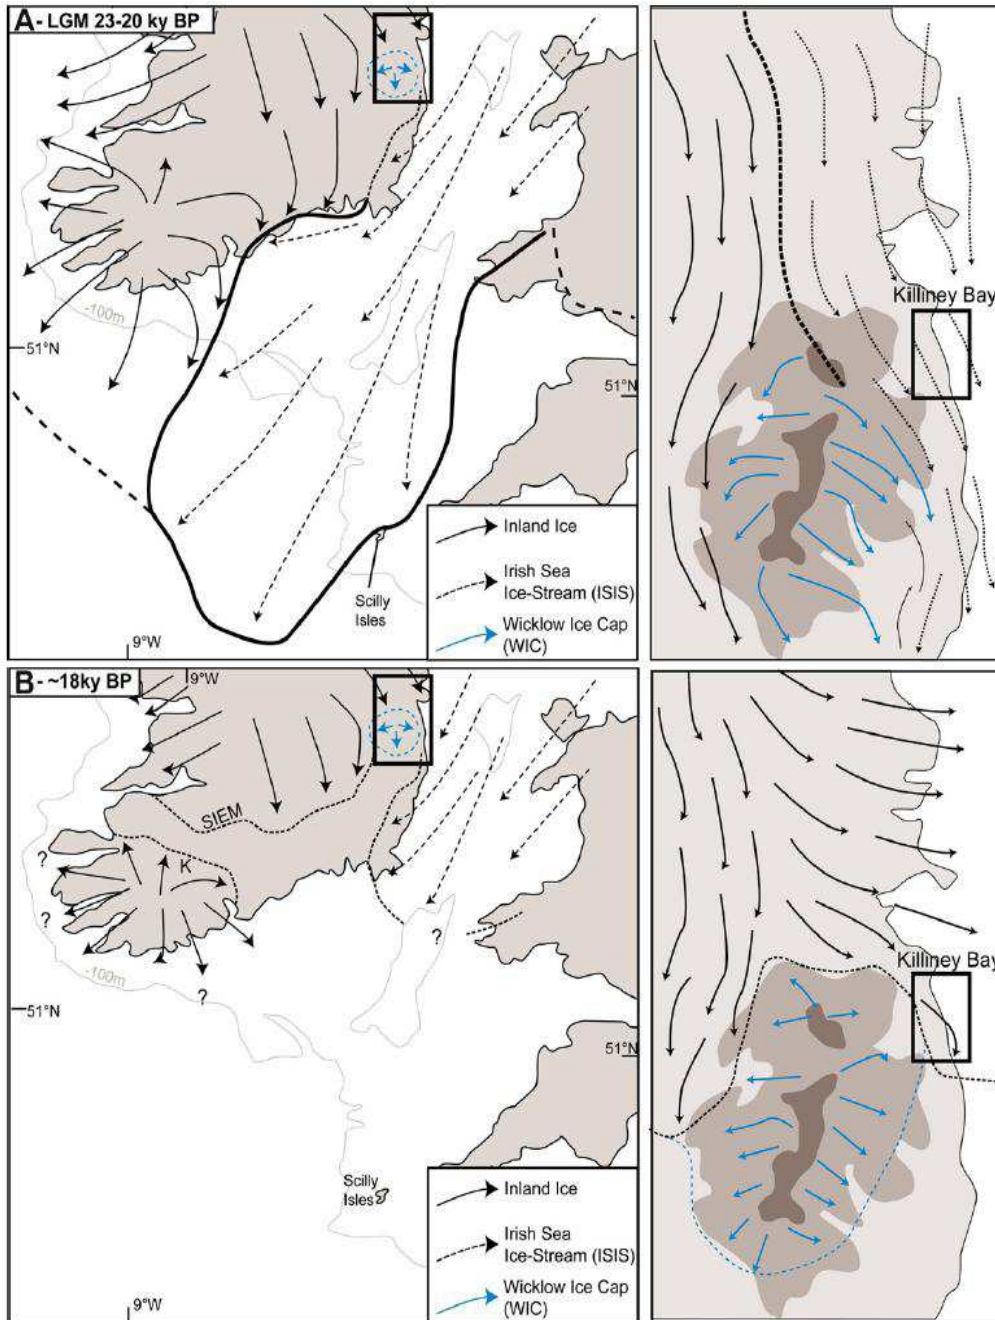 A - LGM 23-20 ky BP
-100m
51°N
51°N
9°W
Scilly
Isles
Inland Ice
Irish Sea
Ice-Stream (ISIS)
Wicklow Ice Cap
(WIC)
Killiney Bay
B - ~18ky BP
9°W
SIEM
K
?
?
?
?
-100m
51°N
51°N
Scilly
Isles
9°W
Inland Ice
Irish Sea
Ice-Stream (ISIS)
Wicklow Ice Cap
(WIC)
Killiney Bay